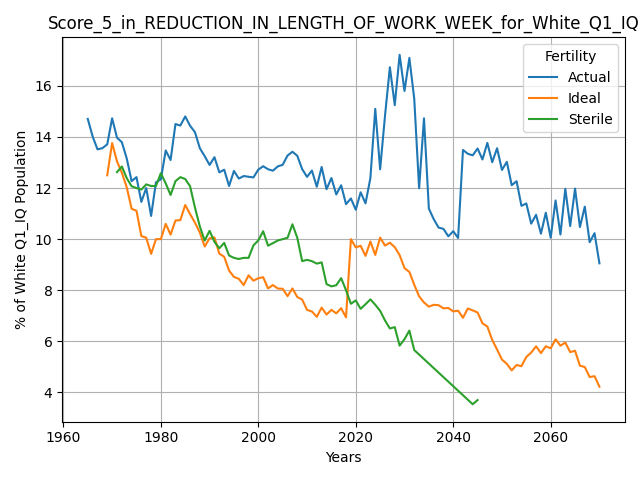 Score_5_in_REDUCTION_IN_LENGTH_OF_WORK_WEEK_for_White_Q1_IQ
Fertility
Actual
Ideal
Sterile
% of White Q1_IQ Population
16
14
12
10
8
6
4
1960 1980 2000 2020 2040 2060
Years